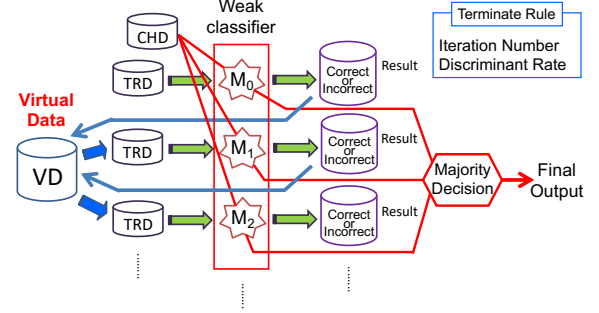 Weak
classifier
Terminate Rule
Iteration Number
Discriminant Rate
CHD
TRD
M0
Correct
or
Incorrect
Result
Virtual
Data
VD
TRD
M1
Correct
or
Incorrect
Result
Majority
Decision
Final
Output
TRD
M2
Correct
or
Incorrect
Result